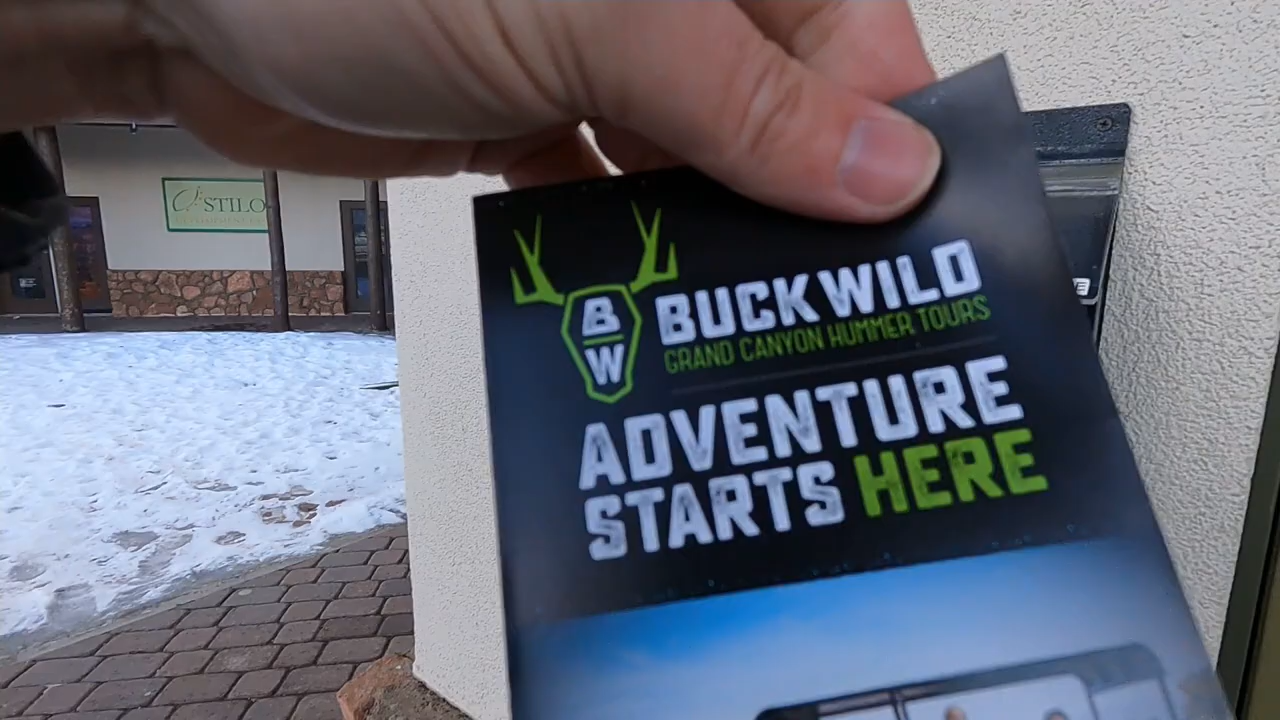 STILO
B
W
BUCK WILD
GRAND CANYON HUMMER TOURS
ADVENTURE
STARTS HERE